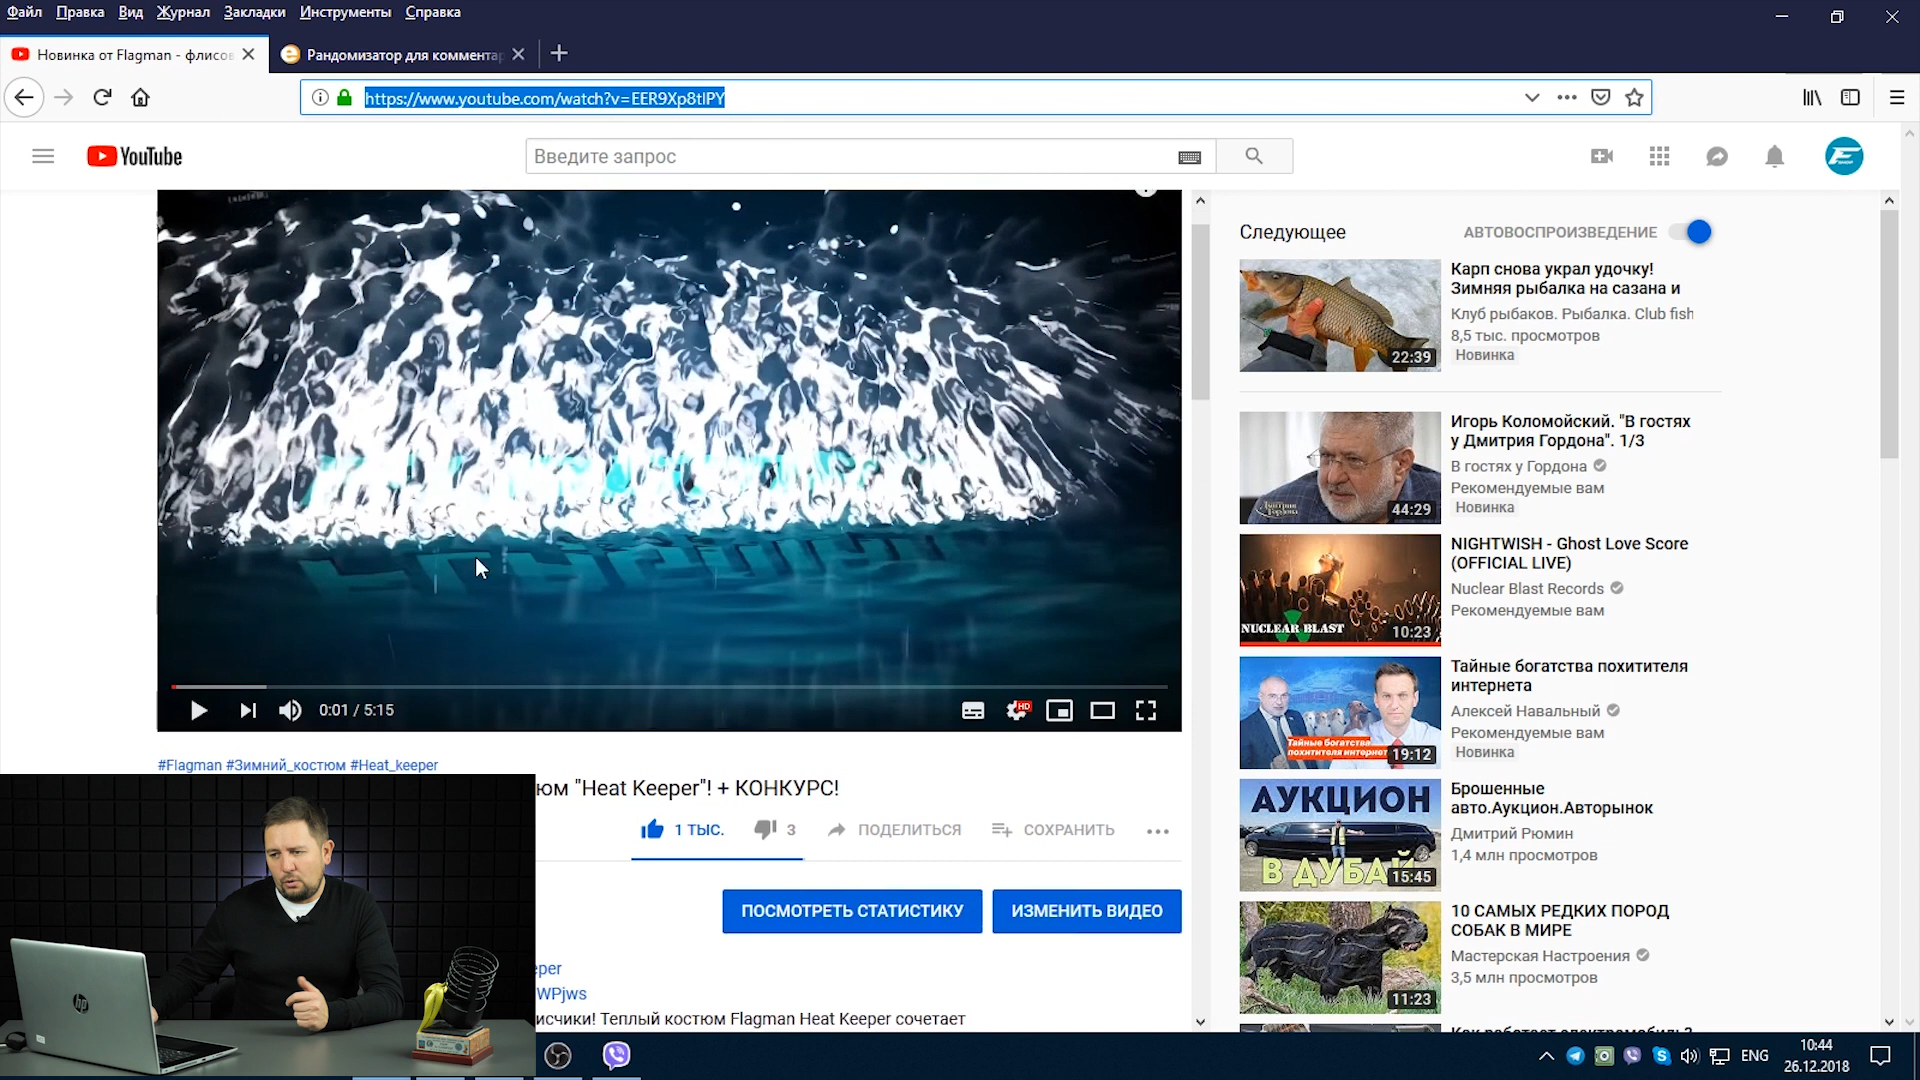 Файл Правка Вид Журнал Закладки Инструменты Справка
Новинка от Flagman - флисов
Рандомизатор для коммента
https://www.youtube.com/watch?v=EER9Xp8tlPY
YouTube
Введите запрос
0:01 / 5:15
HD
#Flagman #Зимний_костюм #Heat_keeper
юм "Heat Keeper"! + КОНКУРС!
1 ТЫС.
3
ПОДЕЛИТЬСЯ
СОХРАНИТЬ
ПОСМОТРЕТЬ СТАТИСТИКУ
ИЗМЕНИТЬ ВИДЕО
eper
WPjws
исчики! Теплый костюм Flagman Heat Keeper сочетает
hp
Следующее
АВТОВОСПРОИЗВЕДЕНИЕ
22:39
Карп снова украл удочку!
Зимняя рыбалка на сазана и
Клуб рыбаков. Рыбалка. Club fish
8,5 тыс. просмотров
Новинка
44:29
Игорь Коломойский. "В гостях
у Дмитрия Гордона". 1/3
В гостях у Гордона
Рекомендуемые вам
Новинка
NUCLEAR BLAST
10:23
NIGHTWISH - Ghost Love Score
(OFFICIAL LIVE)
Nuclear Blast Records
Рекомендуемые вам
Тайные богатства
похитителя интернета
19:12
Тайные богатства похитителя
интернета
Алексей Навальный
Рекомендуемые вам
Новинка
АУКЦИОН
В ДУБАЙ
15:45
Брошенные
авто.Аукцион.Авторынок
Дмитрий Рюмин
1,4 млн просмотров
11:23
10 САМЫХ РЕДКИХ ПОРОД
СОБАК В МИРЕ
Мастерская Настроения
3,5 млн просмотров
ENG
10:44
26.12.2018